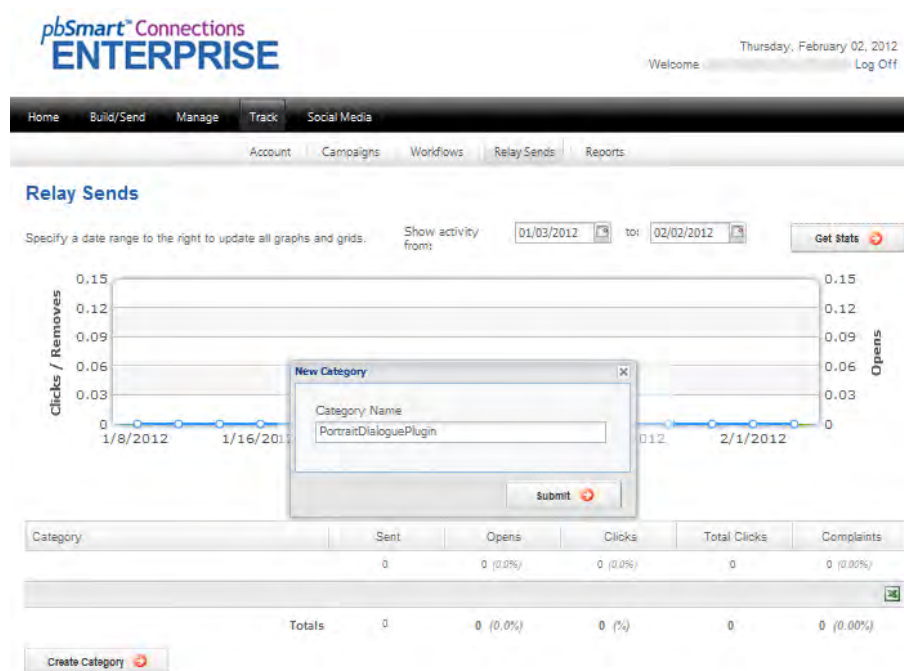 pbSmart™ Connections
ENTERPRISE
Thursday, February 02, 2012
Welcome
Log Off
Home Build/Send Manage Track Social Media
Account Campaigns Workflows Relay Sends Reports
Relay Sends
Specify a date range to the right to update all graphs and grids.
Show activity from:
01/03/2012 to: 02/02/2012
Get Stats
Clicks / Removes
0.15
0.12
0.09
0.06
0.03
0
0.15
0.12
0.09
0.06
0.03
0
Opens
1/8/2012 1/16/201 012 2/1/2012
New Category
Category Name
PortraitDialoguePlugin
Submit
Category Sent Opens Clicks Total Clicks Complaints
0 0 (0.0%) 0 (0.0%) 0 0 (0.00%)
Totals 0 0 (0.0%) 0 (%) 0 0 (0.00%)
Create Category